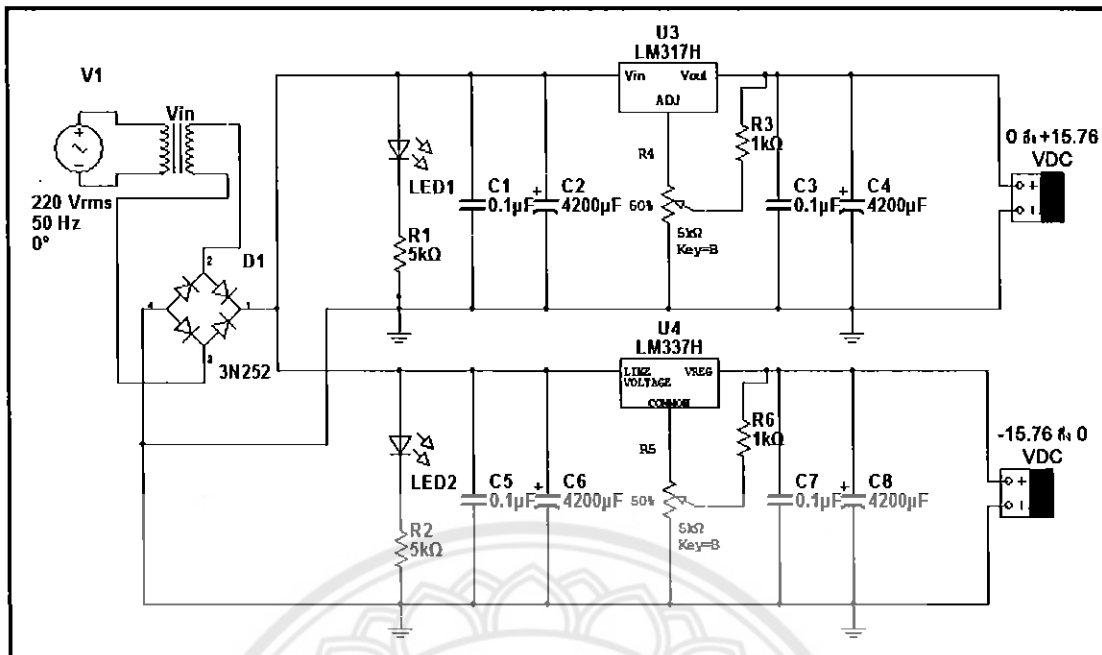 U3
LM317H
V1
Vin
Vin
Vout
ADJ
R3
1kΩ
R4
0 ถึง +15.76
VDC
+
-
LED1
C1
0.1µF
+
C2
4200µF
50%
5kΩ
Key=B
C3
0.1µF
+
C4
4200µF
220 Vrms
50 Hz
0°
R1
5kΩ
2
D1
4
1
3
3N252
U4
LM337H
LINE
VOLTAGE
VREG
COMMON
R6
1kΩ
R5
-15.76 ถึง 0
VDC
+
-
LED2
C5
0.1µF
+
C6
4200µF
50%
5kΩ
Key=B
C7
0.1µF
+
C8
4200µF
R2
5kΩ